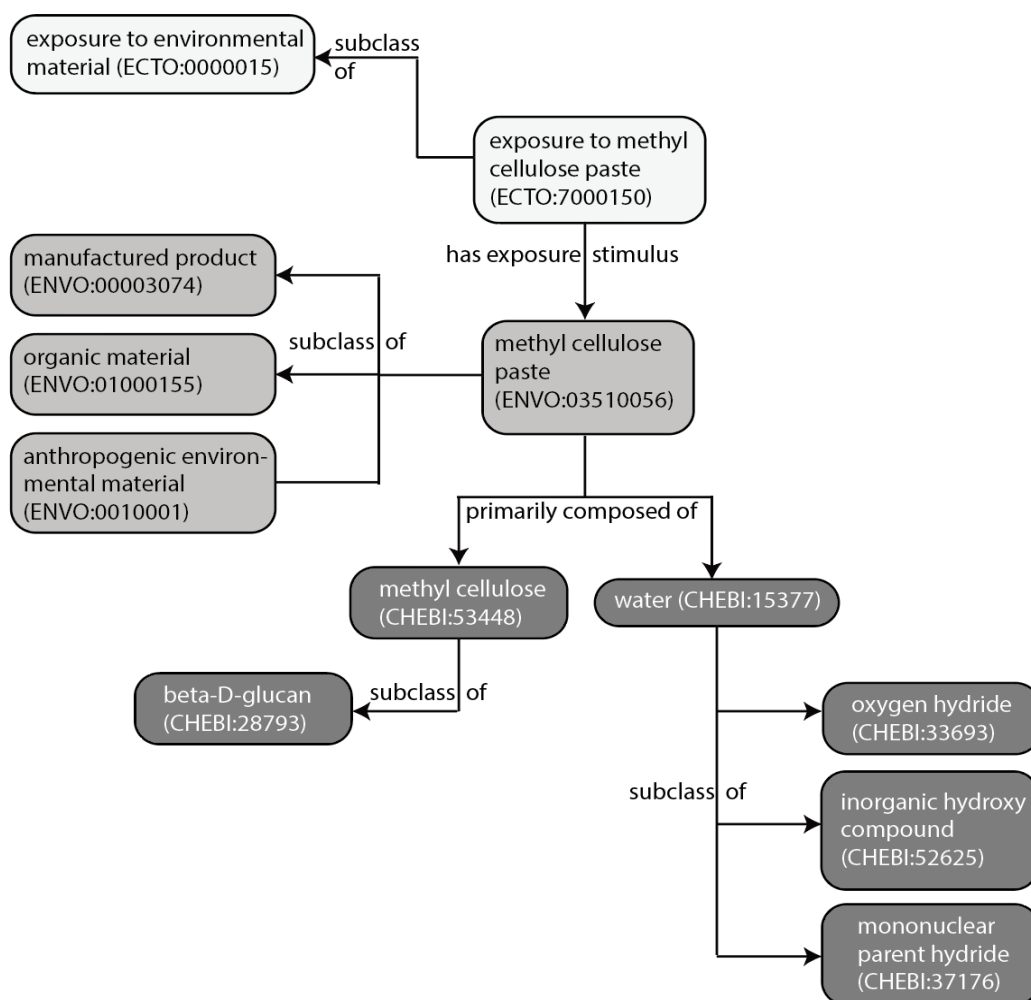 exposure to environmental
material (ECTO:0000015)
subclass
of
exposure to methyl
cellulose paste
(ECTO:7000150)
has exposure stimulus
manufactured product
(ENVO:00003074)
organic material
(ENVO:01000155)
subclass of
anthropogenic environ-
mental material
(ENVO:0010001)
methyl cellulose
paste
(ENVO:03510056)
primarily composed of
methyl cellulose
(CHEBI:53448)
water (CHEBI:15377)
beta-D-glucan
(CHEBI:28793)
subclass of
oxygen hydride
(CHEBI:33693)
subclass of
inorganic hydroxy
compound
(CHEBI:52625)
mononuclear
parent hydride
(CHEBI:37176)